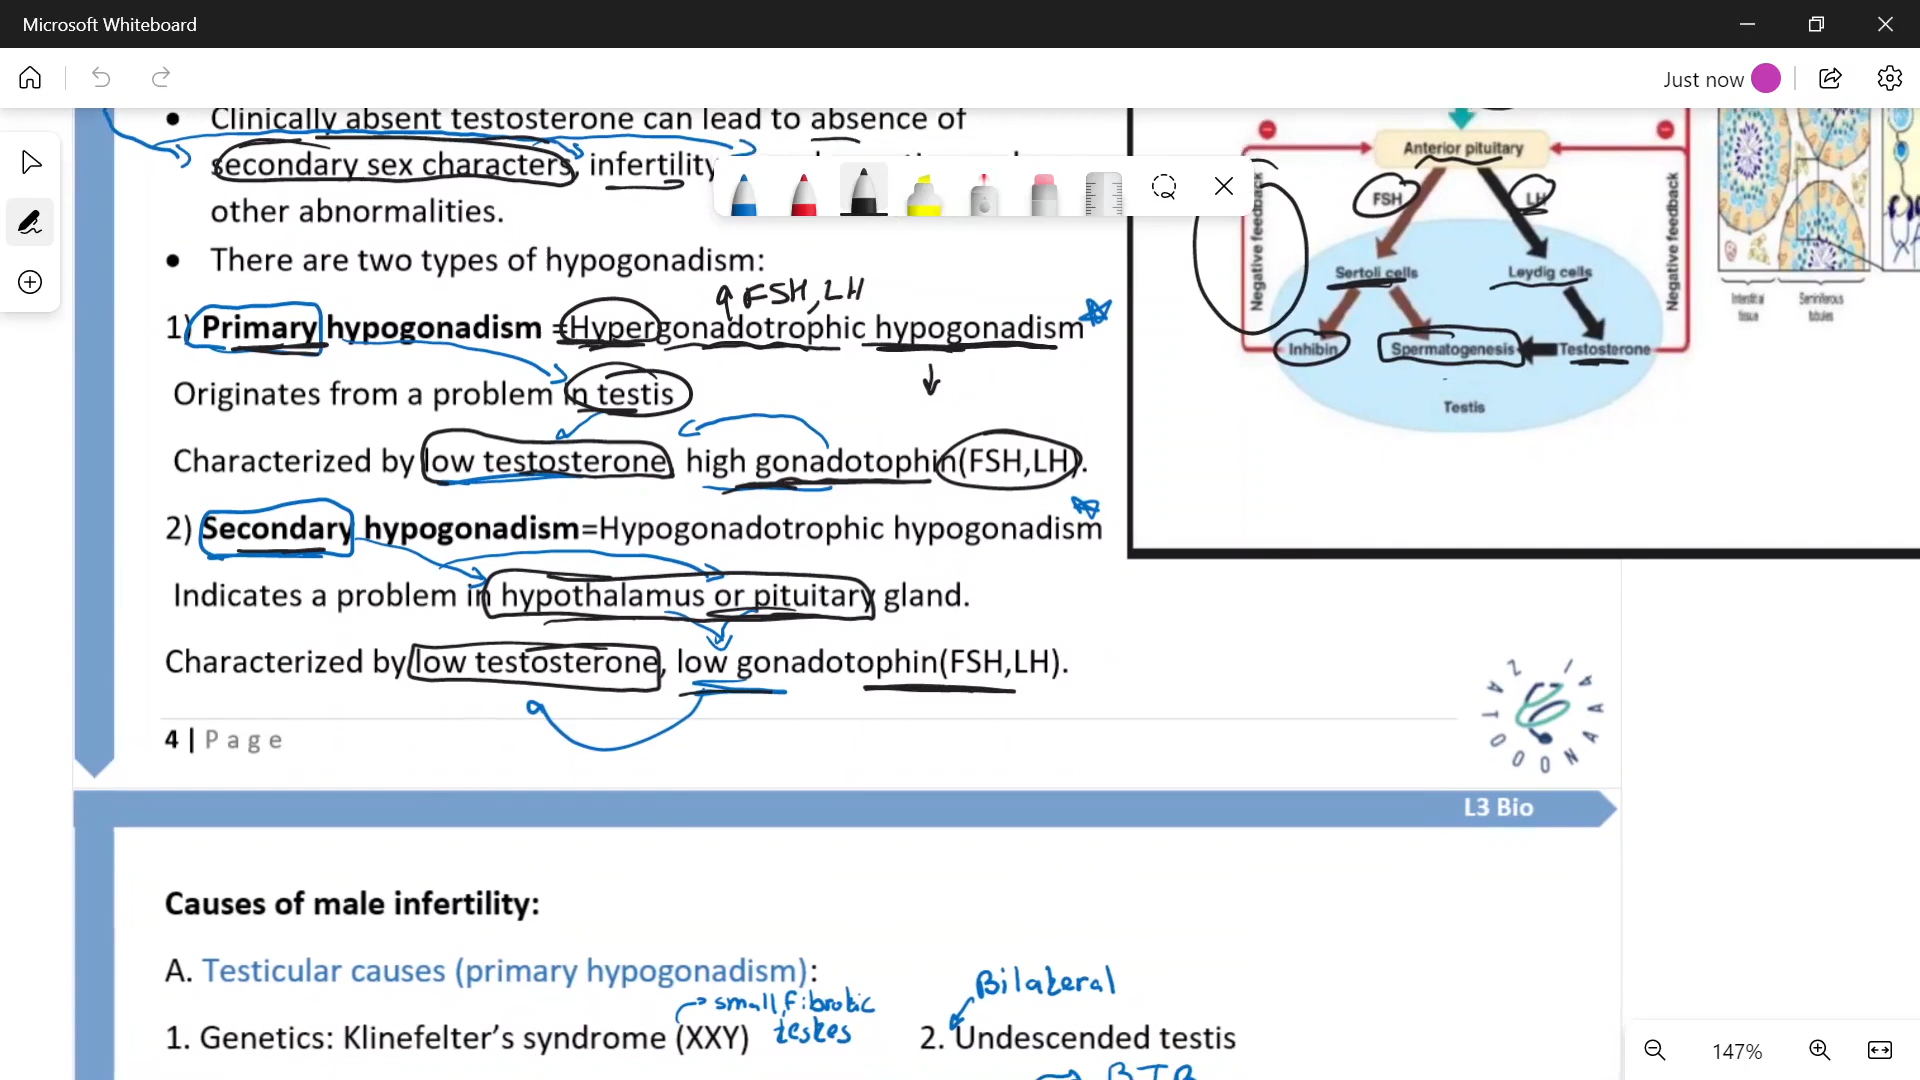 Microsoft Whiteboard
Just now
• Clinically absent testosterone can lead to absence of
secondary sex characters, infertility
other abnormalities.
• There are two types of hypogonadism:
↑ FSH, LH
1) Primary hypogonadism =Hypergonadotrophic hypogonadism
↓
Originates from a problem in testis
Characterized by low testosterone, high gonadotophin(FSH,LH).
2) Secondary hypogonadism=Hypogonadotrophic hypogonadism
Indicates a problem in hypothalamus or pituitary gland.
Characterized by low testosterone, low gonadotophin(FSH,LH).
4 | Page
Anterior pituitary
FSH
LH
Negative feedback
Negative feedback
Sertoli cells
Leydig cells
Inhibin
Spermatogenesis
Testosterone
Testis
Interstitial tissue
Seminiferous tubules
L3 Bio
Causes of male infertility:
A. Testicular causes (primary hypogonadism):
small, fibrotic
testes
Bilateral
1. Genetics: Klinefelter’s syndrome (XXY)
2. Undescended testis
147%